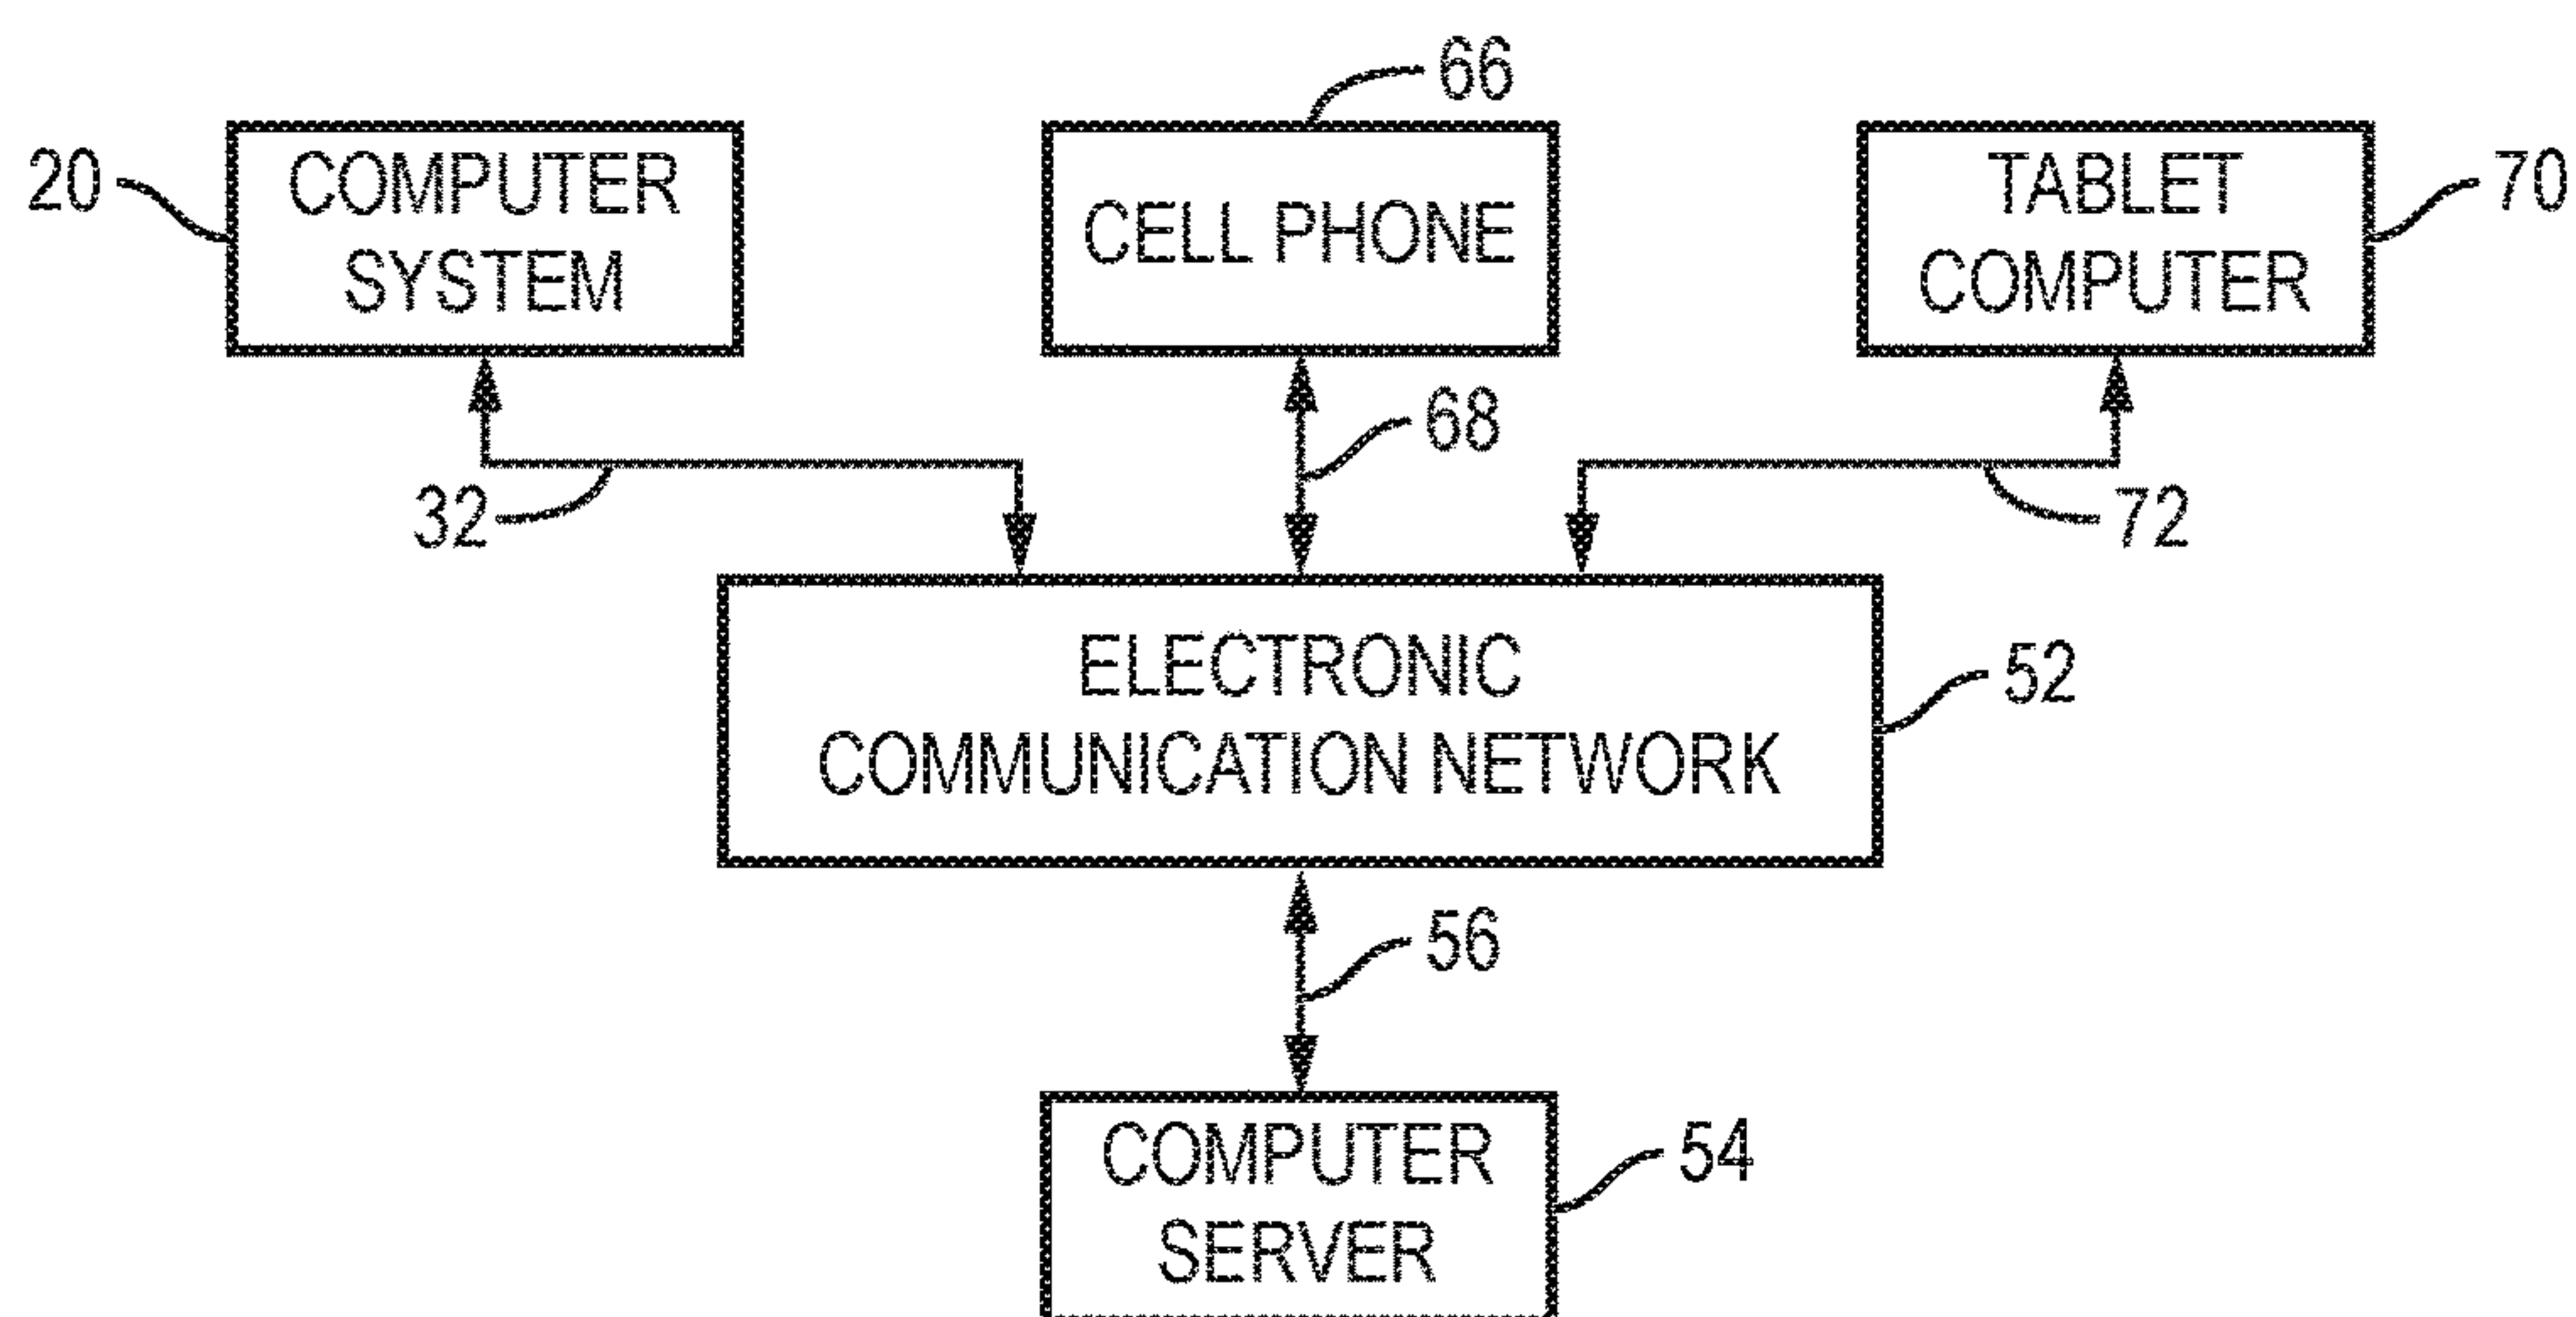 66
20
COMPUTER
SYSTEM
CELL PHONE
TABLET
COMPUTER
70
68
32
72
ELECTRONIC
COMMUNICATION NETWORK
52
56
COMPUTER
SERVER
54